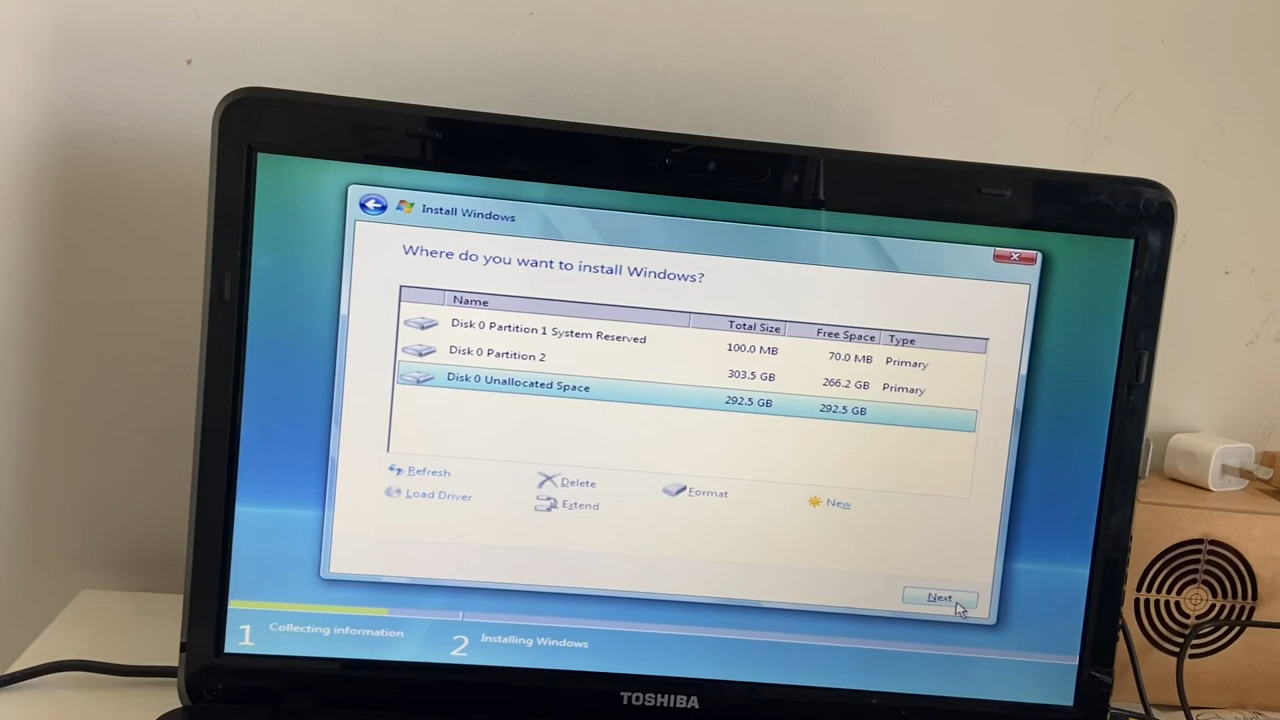 Install Windows
Where do you want to install Windows?
Name Total Size Free Space Type
Disk 0 Partition 1 System Reserved 100.0 MB 70.0 MB Primary
Disk 0 Partition 2 303.5 GB 266.2 GB Primary
Disk 0 Unallocated Space 292.5 GB 292.5 GB
Refresh Delete Format New
Load Driver Extend
Next
1 Collecting information 2 Installing Windows
TOSHIBA